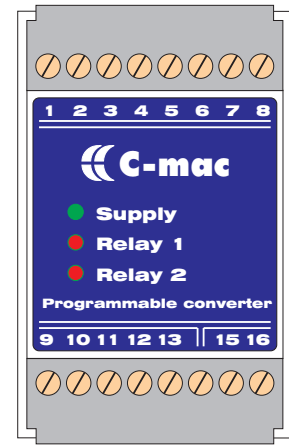 1 2 3 4 5 6 7 8
C-mac
Supply
Relay 1
Relay 2
Programmable converter
9 10 11 12 13 15 16